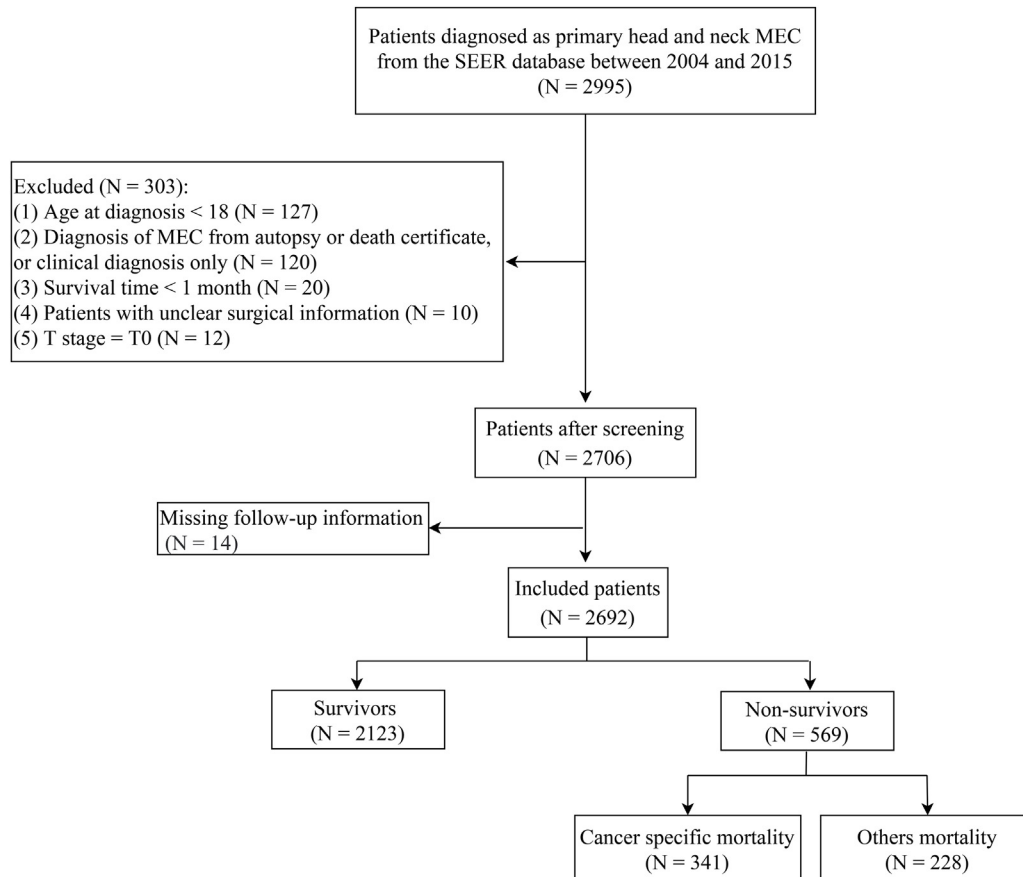 Patients diagnosed as primary head and neck MEC
from the SEER database between 2004 and 2015
(N = 2995)
Excluded (N = 303):
(1) Age at diagnosis < 18 (N = 127)
(2) Diagnosis of MEC from autopsy or death certificate,
or clinical diagnosis only (N = 120)
(3) Survival time < 1 month (N = 20)
(4) Patients with unclear surgical information (N = 10)
(5) T stage = T0 (N = 12)
Patients after screening
(N = 2706)
Missing follow-up information
(N = 14)
Included patients
(N = 2692)
Survivors
(N = 2123)
Non-survivors
(N = 569)
Cancer specific mortality
(N = 341)
Others mortality
(N = 228)